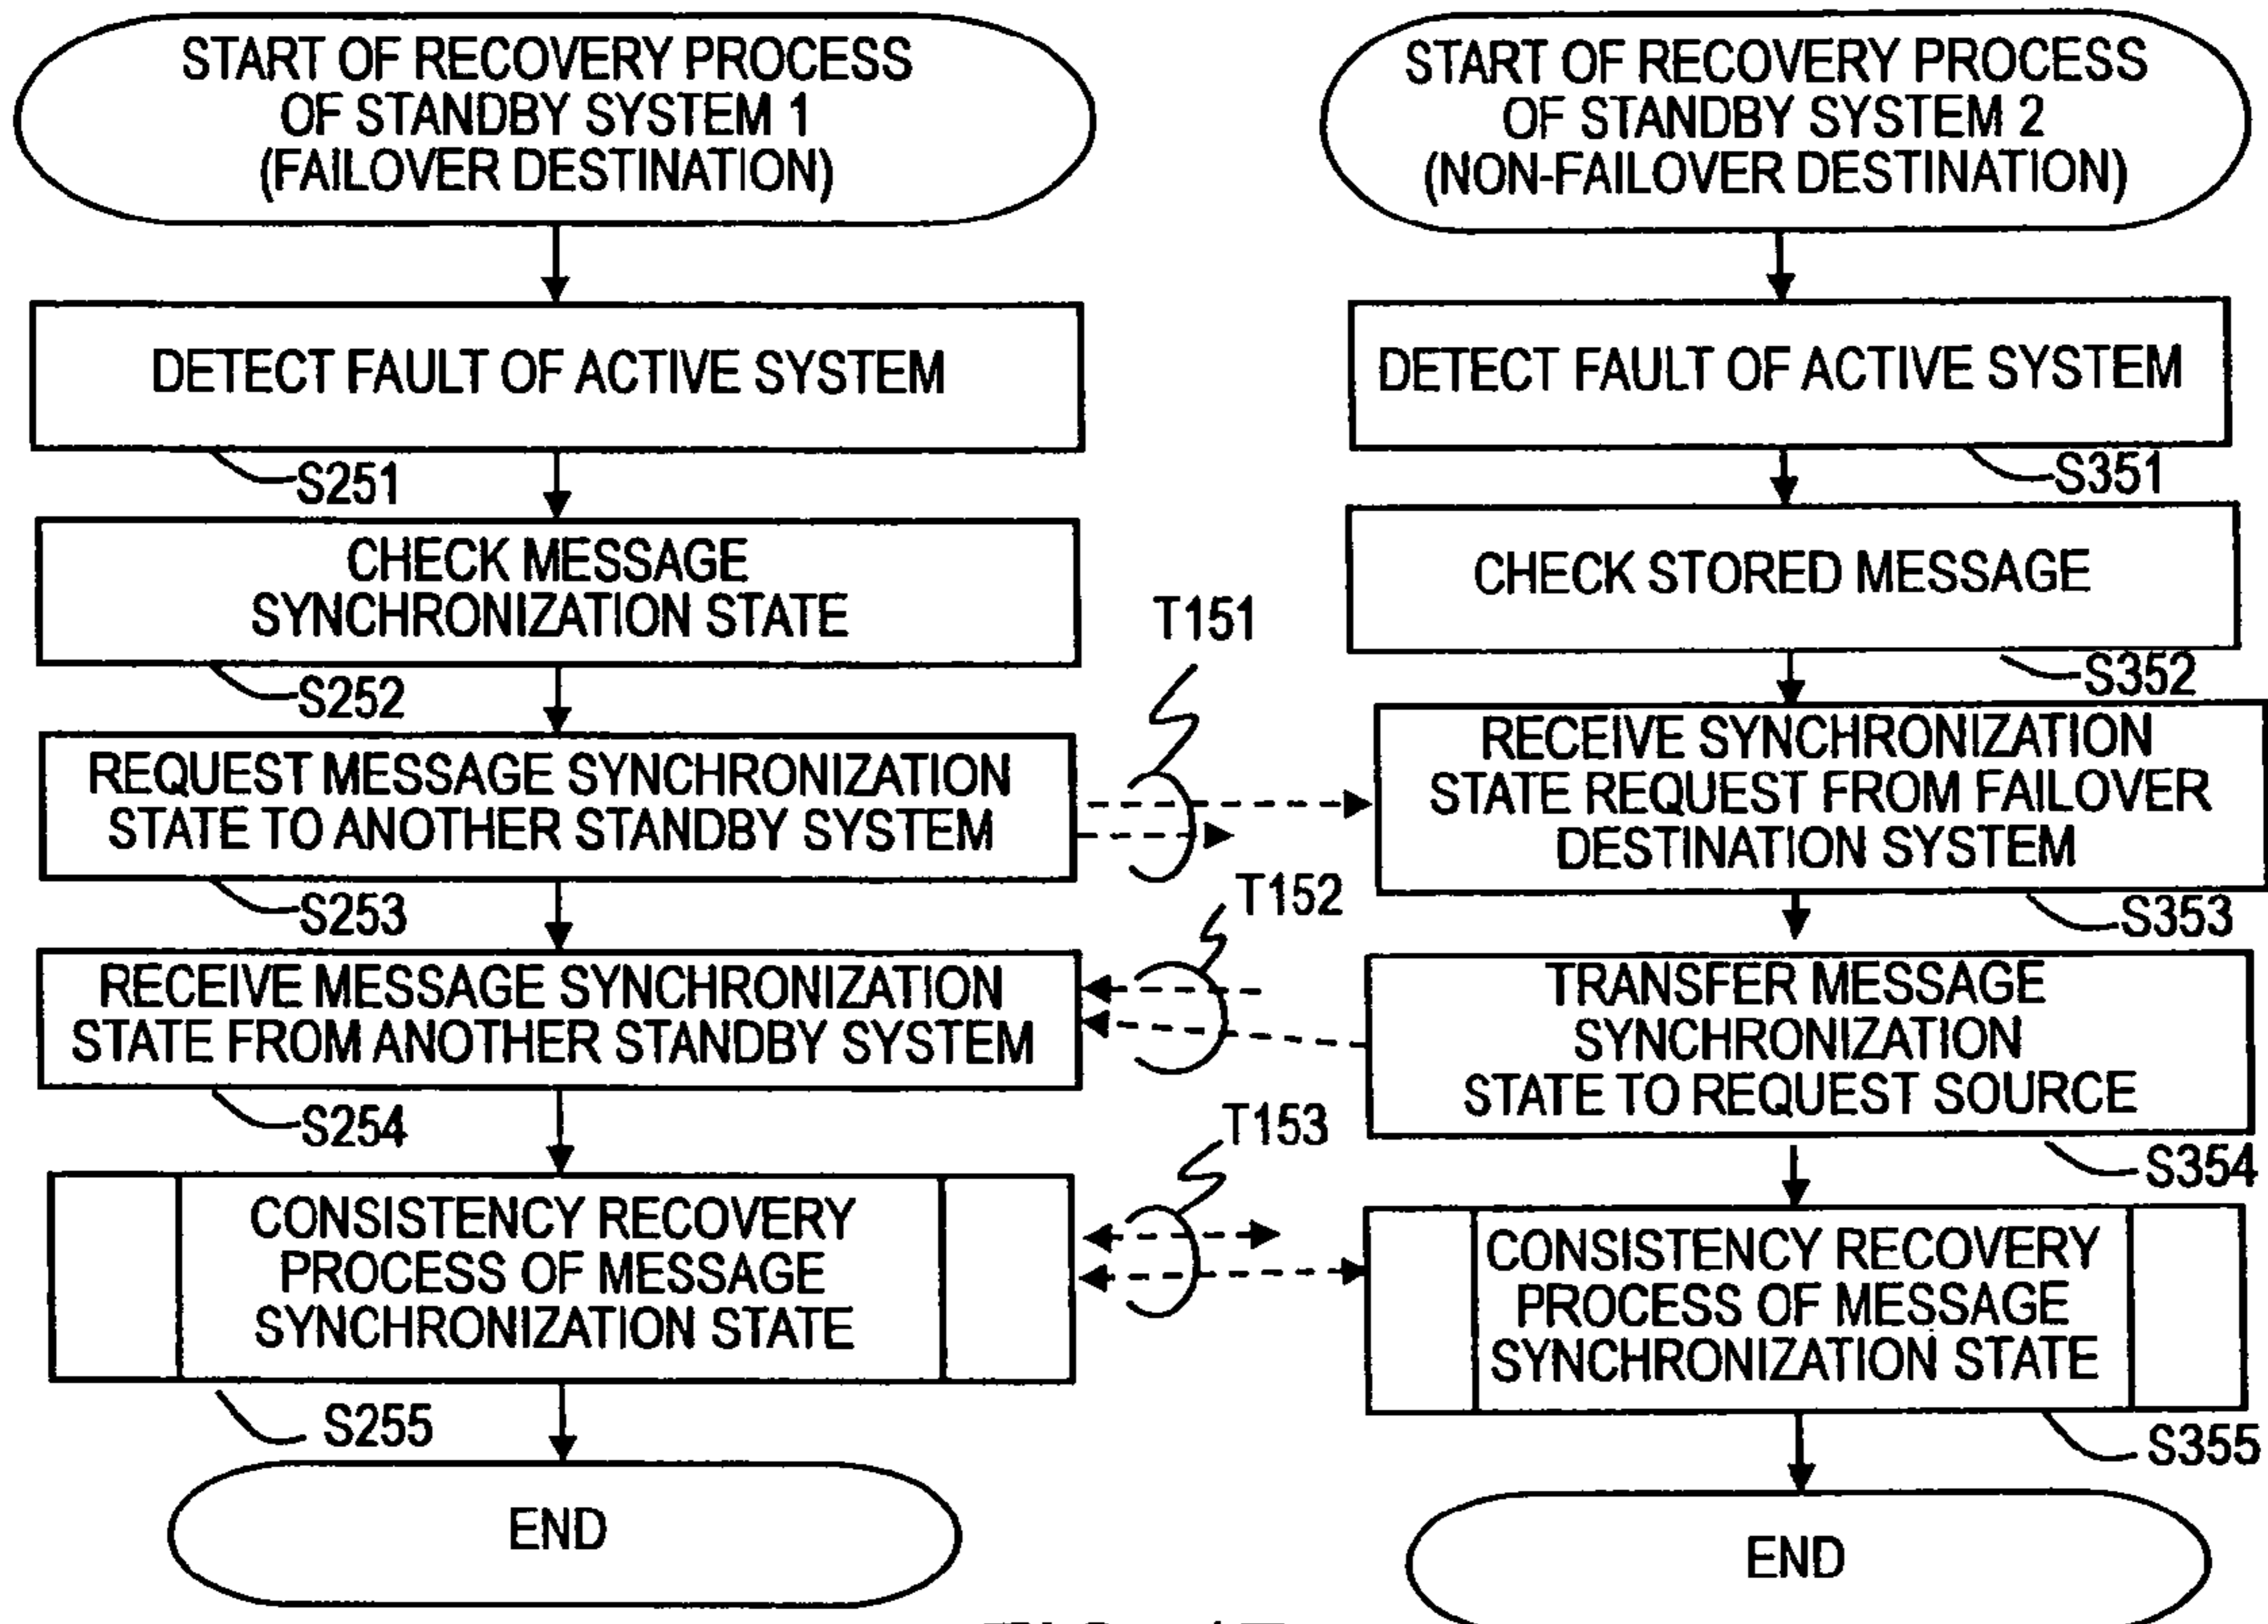 START OF RECOVERY PROCESS
OF STANDBY SYSTEM 1
(FAILOVER DESTINATION)
DETECT FAULT OF ACTIVE SYSTEM
S251
CHECK MESSAGE
SYNCHRONIZATION STATE
S252
REQUEST MESSAGE SYNCHRONIZATION
STATE TO ANOTHER STANDBY SYSTEM
S253
RECEIVE MESSAGE SYNCHRONIZATION
STATE FROM ANOTHER STANDBY SYSTEM
S254
CONSISTENCY RECOVERY
PROCESS OF MESSAGE
SYNCHRONIZATION STATE
S255
END
T151
T152
T153
START OF RECOVERY PROCESS
OF STANDBY SYSTEM 2
(NON-FAILOVER DESTINATION)
DETECT FAULT OF ACTIVE SYSTEM
S351
CHECK STORED MESSAGE
S352
RECEIVE SYNCHRONIZATION
STATE REQUEST FROM FAILOVER
DESTINATION SYSTEM
S353
TRANSFER MESSAGE
SYNCHRONIZATION
STATE TO REQUEST SOURCE
S354
CONSISTENCY RECOVERY
PROCESS OF MESSAGE
SYNCHRONIZATION STATE
S355
END